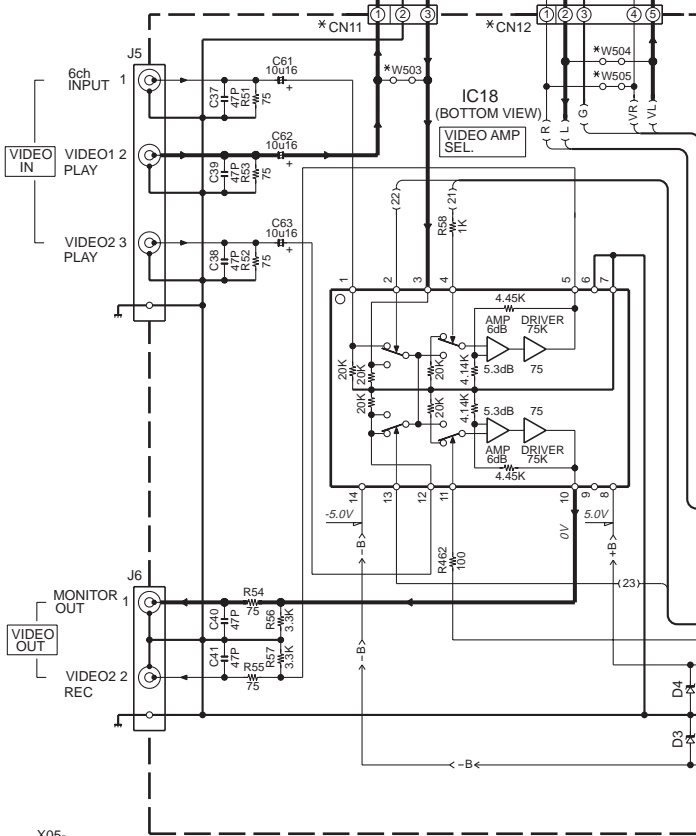 *CN11
1
2
3
*CN12
1
2
3
4
5
J5
6ch
INPUT 1
C61
10u16
+
C37
47P
R51
75
*W503
*W504
*W505
IC18
(BOTTOM VIEW)
VIDEO AMP
SEL.
R
L
G
VR
VL
VIDEO
IN
VIDEO1 2
PLAY
C62
10u16
+
C39
47P
R53
75
VIDEO2 3
PLAY
C63
10u16
+
C38
47P
R52
75
(22)
(21)
R58
1K
1
2
3
4
5
6
7
4.45K
AMP
6dB
DRIVER
75K
5.3dB
75
20K
20K
20K
4.14K
20K
20K
4.14K
5.3dB
75
AMP
6dB
DRIVER
75K
4.45K
14
13
12
11
10
9
8
-5.0V
0V
5.0V
-B
+B
R462
100
(23)
J6
MONITOR 1
OUT
R54
75
C40
47P
R56
3.3K
VIDEO
OUT
C41
47P
R57
3.3K
VIDEO2 2
REC
R55
75
-B
D4
D3
-B
X05-